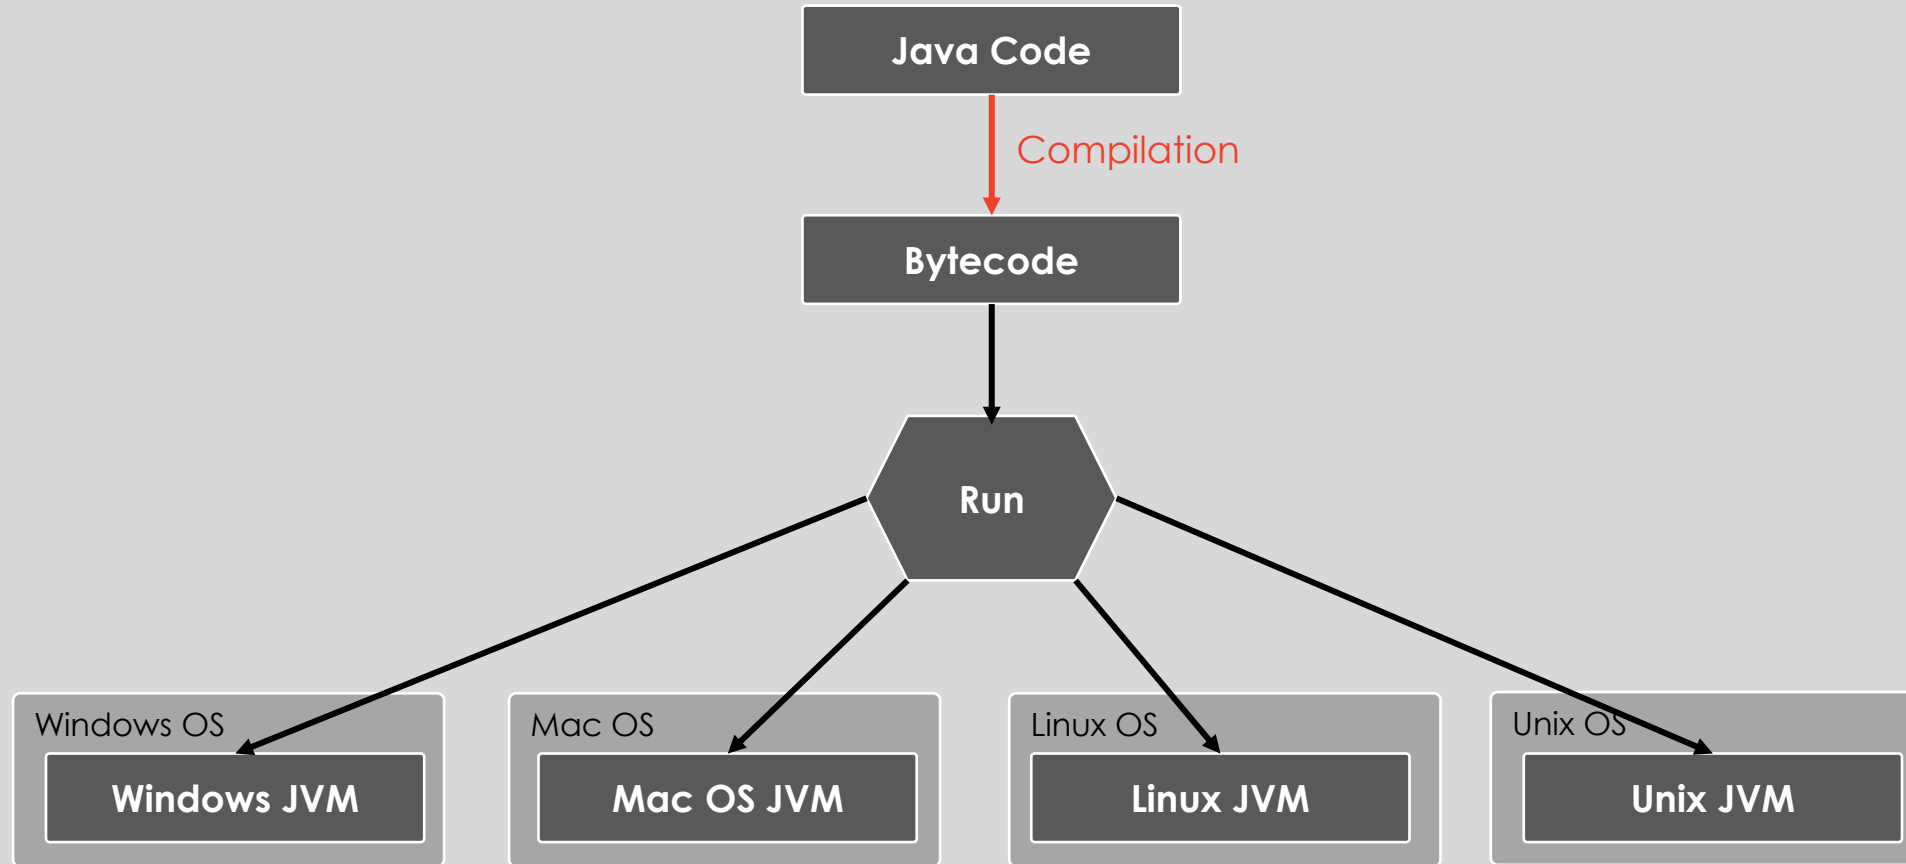 Java Code
Compilation
Bytecode
Run
Windows OS
Windows JVM
Mac OS
Mac OS JVM
Linux OS
Linux JVM
Unix OS
Unix JVM